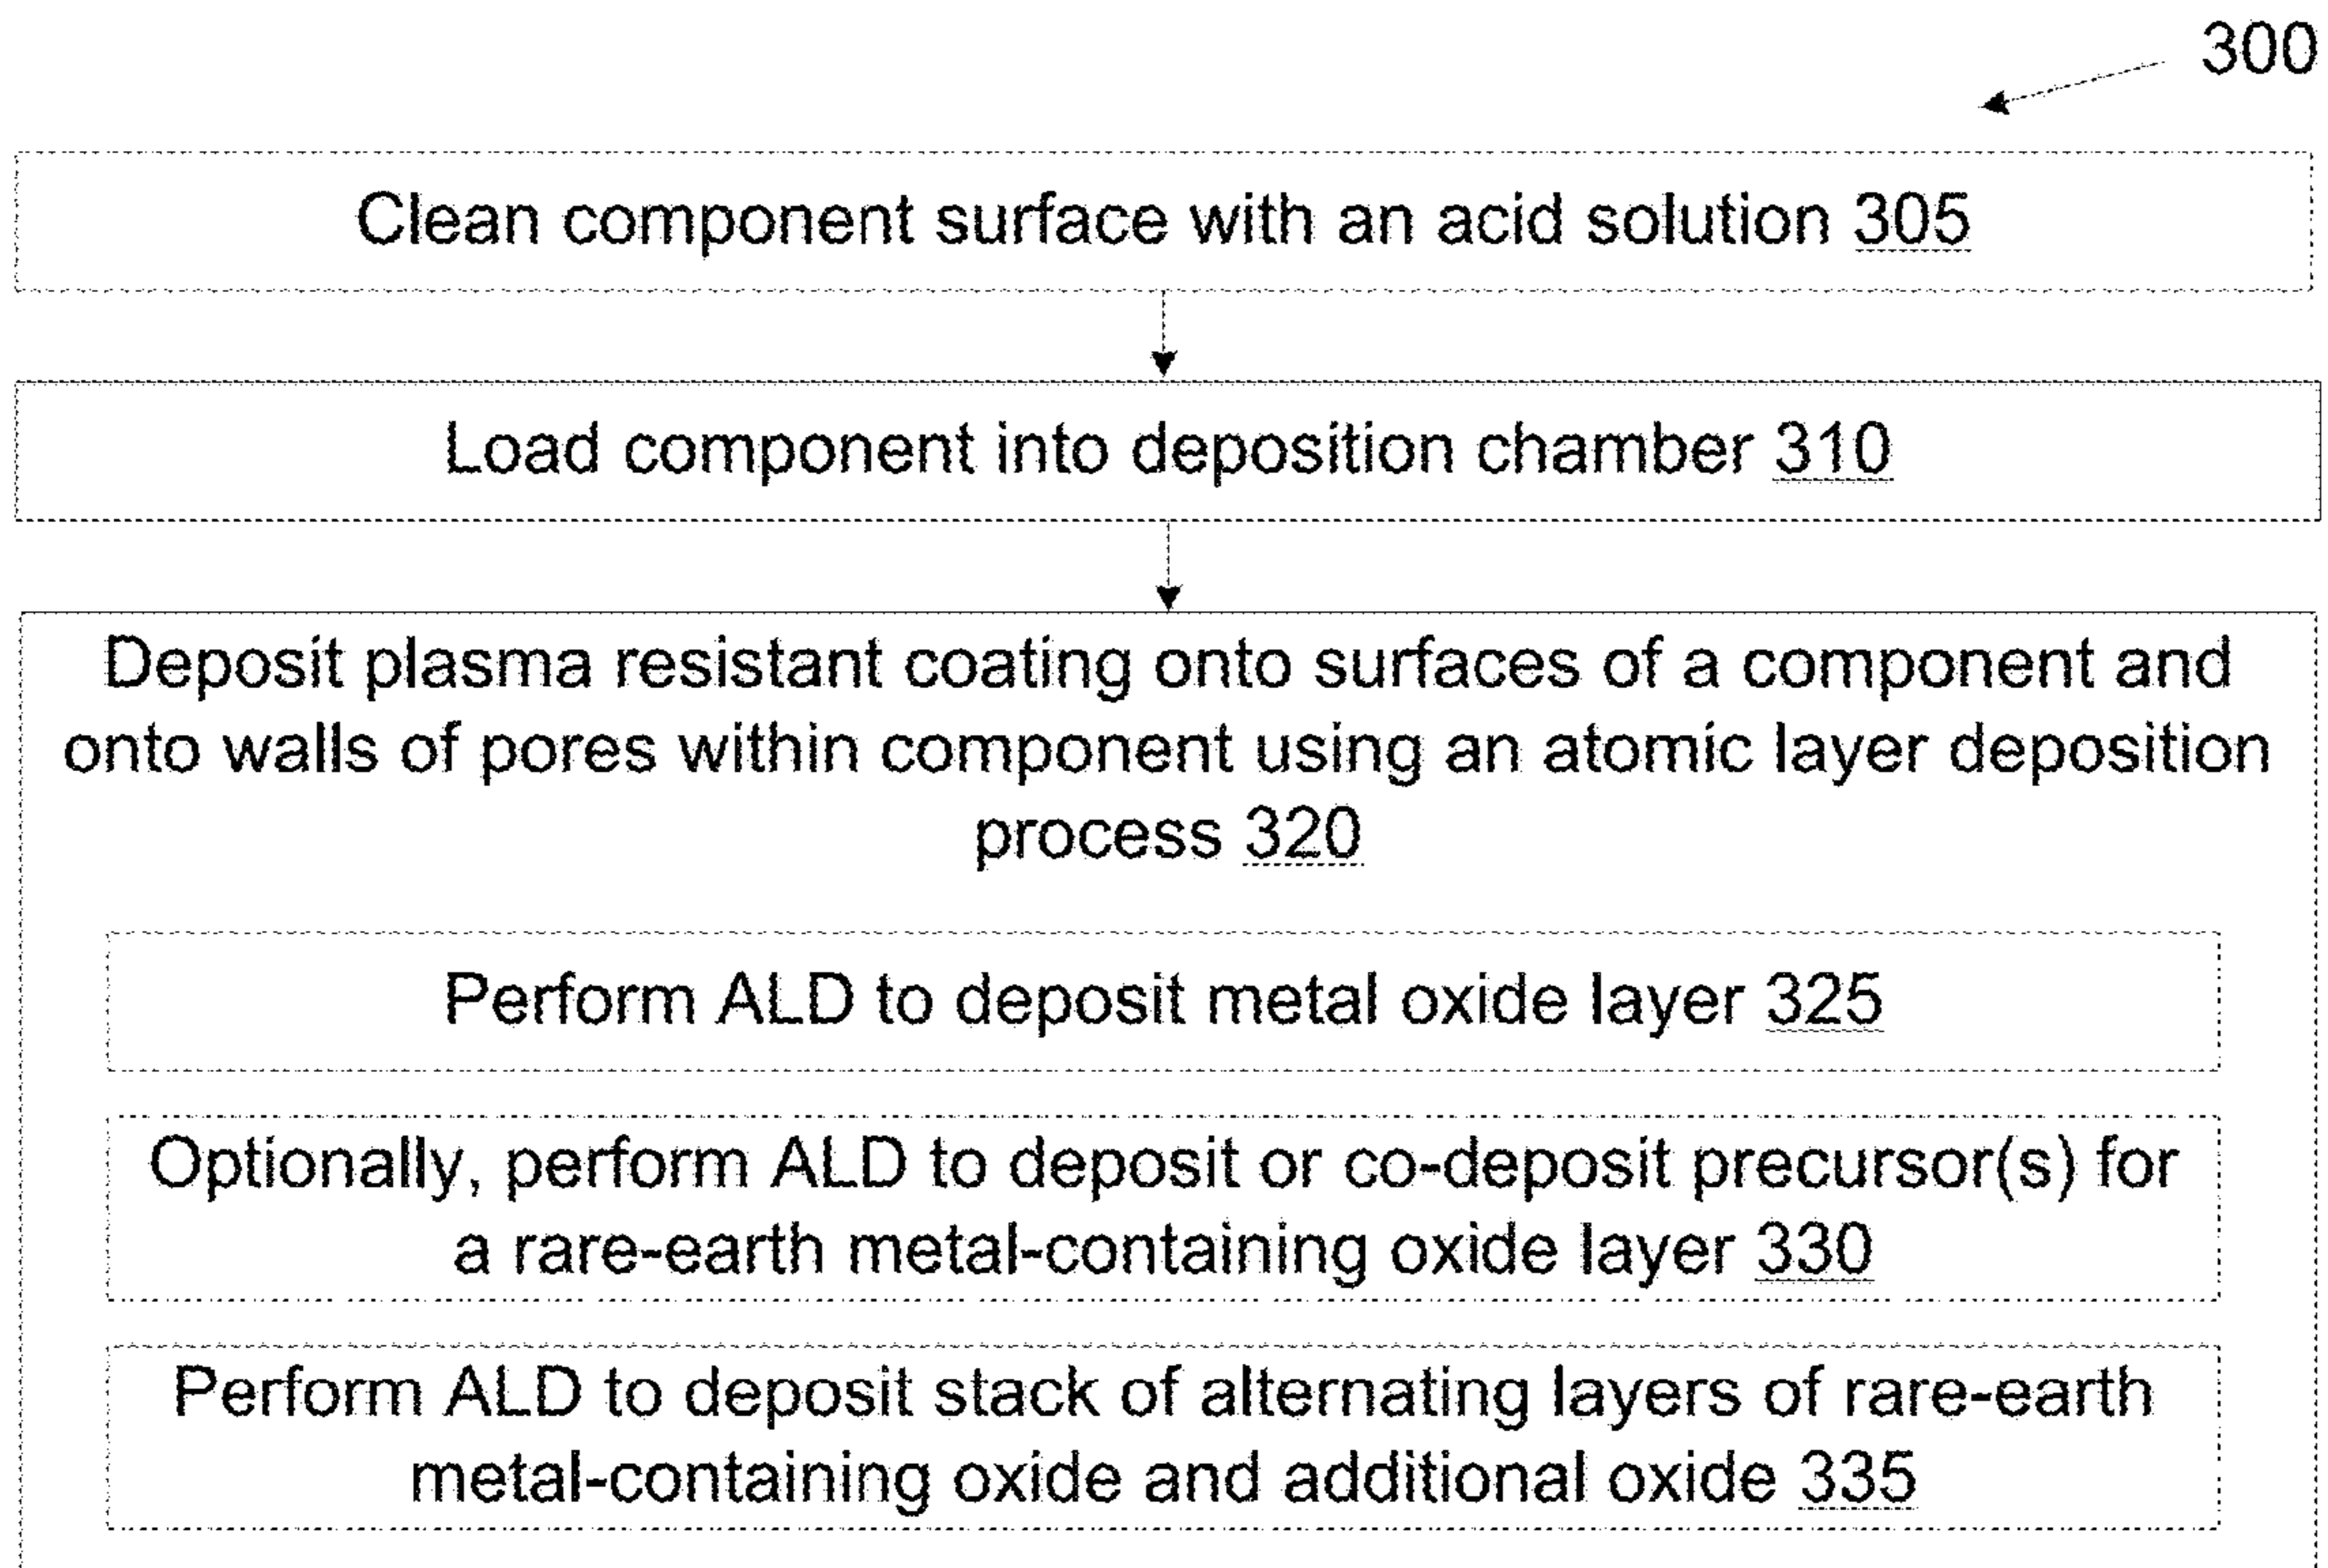 300
Clean component surface with an acid solution 305
Load component into deposition chamber 310
Deposit plasma resistant coating onto surfaces of a component and
onto walls of pores within component using an atomic layer deposition
process 320
Perform ALD to deposit metal oxide layer 325
Optionally, perform ALD to deposit or co-deposit precursor(s) for
a rare-earth metal-containing oxide layer 330
Perform ALD to deposit stack of alternating layers of rare-earth
metal-containing oxide and additional oxide 335